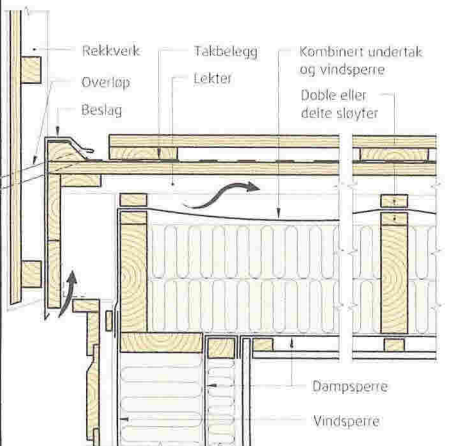 Rekkverk
Overløp
Beslag
Takbelegg
Lekter
Kombinert undertak
og vindsperre
Doble eller
delte sløyfer
Dampsperre
Vindsperre